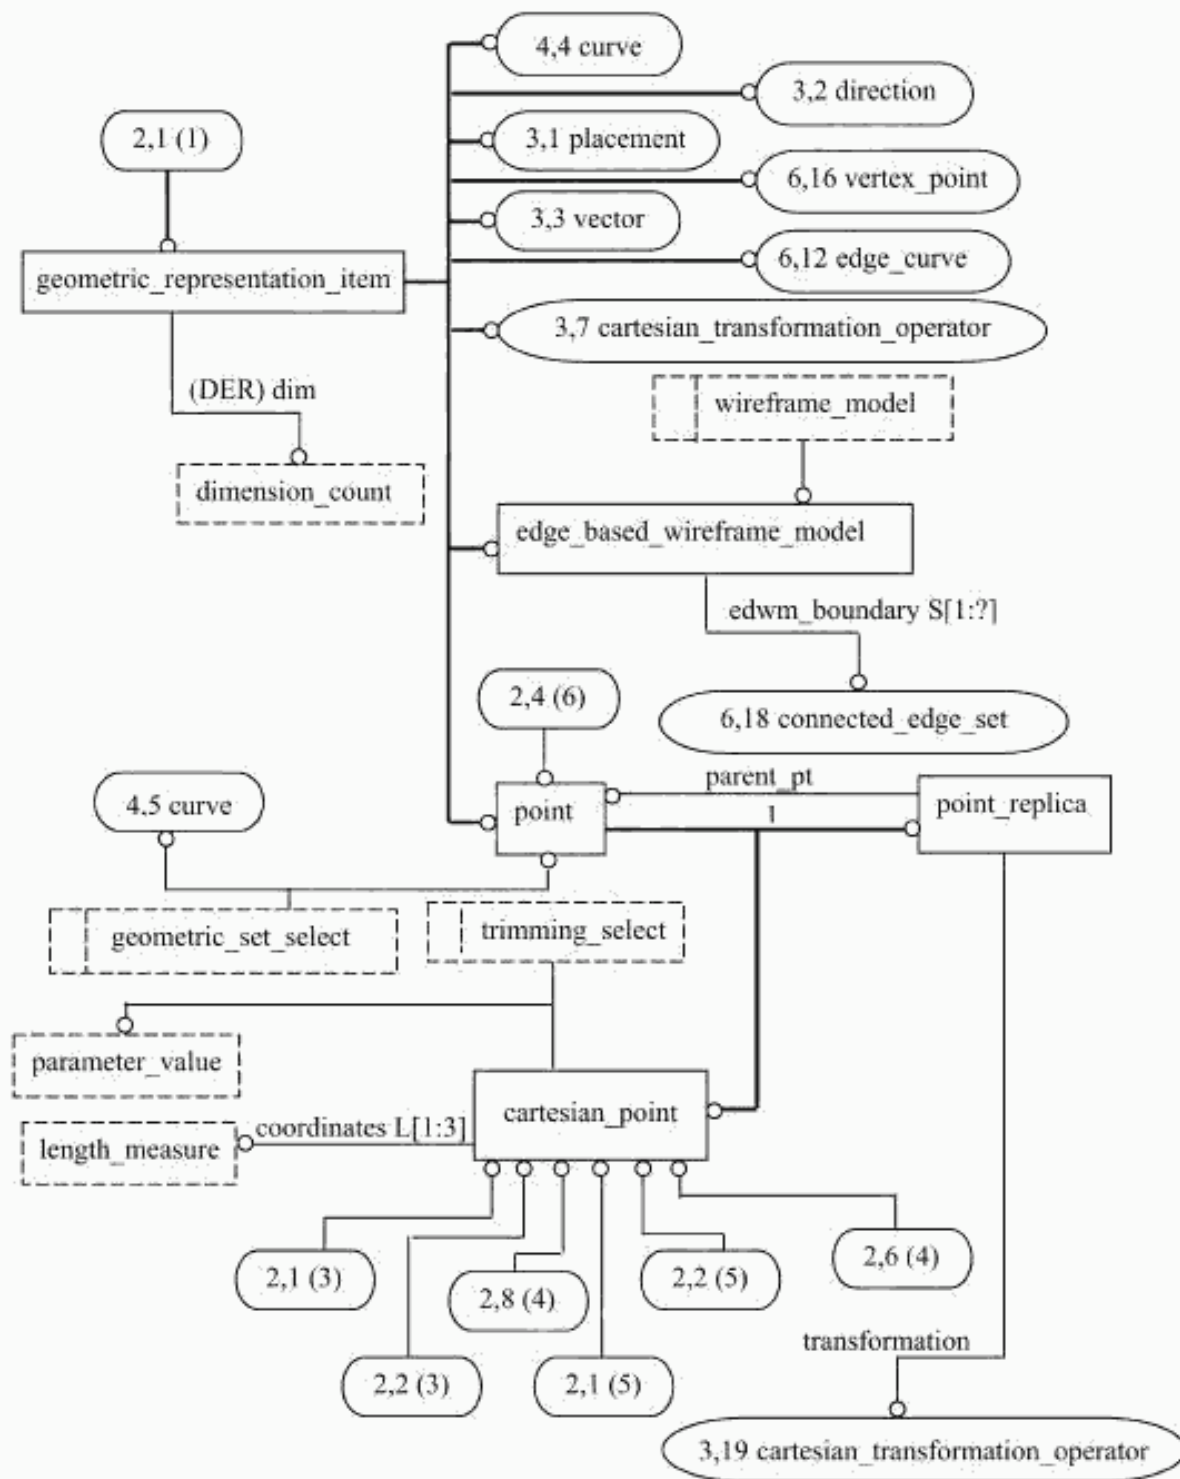 4,4 curve
3,2 direction
2,1 (1)
3,1 placement
6,16 vertex_point
3,3 vector
6,12 edge_curve
geometric_representation_item
3,7 cartesian_transformation_operator
(DER) dim
wireframe_model
dimension_count
edge_based_wireframe_model
edwm_boundary S[1:?]
2,4 (6)
6,18 connected_edge_set
parent_pt
4,5 curve
point
1
point_replica
geometric_set_select
trimming_select
parameter_value
cartesian_point
coordinates L[1:3]
length_measure
2,1 (3)
2,8 (4)
2,2 (5)
2,6 (4)
2,2 (3)
2,1 (5)
transformation
3,19 cartesian_transformation_operator